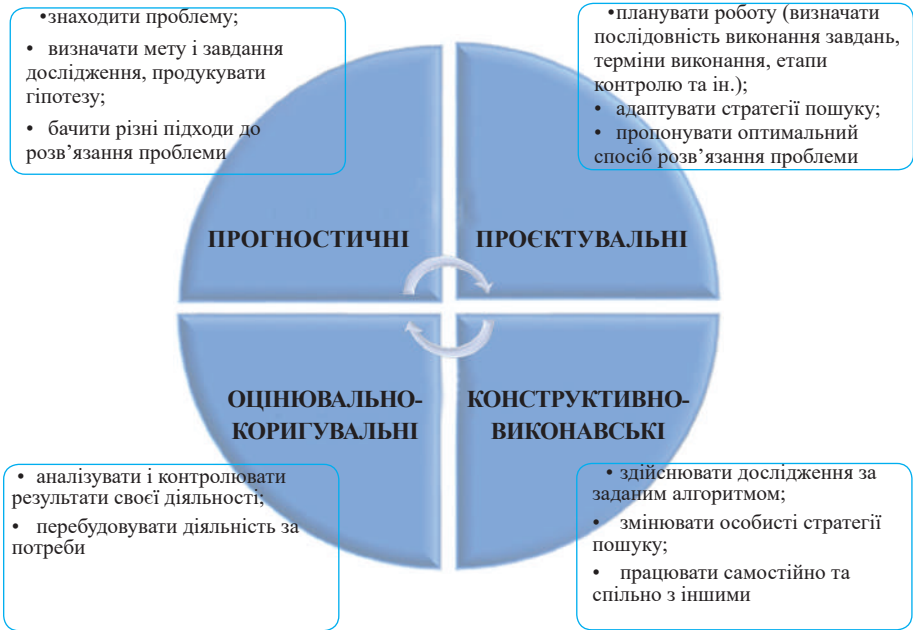 •знаходити проблему;
• визначати мету і завдання
дослідження, продукувати
гіпотезу;
• бачити різні підходи до
розв’язання проблеми
•планувати роботу (визначати
послідовність виконання завдань,
терміни виконання, етапи
контролю та ін.);
• адаптувати стратегії пошуку;
• пропонувати оптимальний
спосіб розв’язання проблеми
ПРОГНОСТИЧНІ
ПРОЄКТУВАЛЬНІ
ОЦІНЮВАЛЬНО-
КОРИГУВАЛЬНІ
КОНСТРУКТИВНО-
ВИКОНАВСЬКІ
• аналізувати і контролювати
результати своєї діяльності;
• перебудовувати діяльність за
потреби
• здійснювати дослідження за
заданим алгоритмом;
• змінювати особисті стратегії
пошуку;
• працювати самостійно та
спільно з іншими